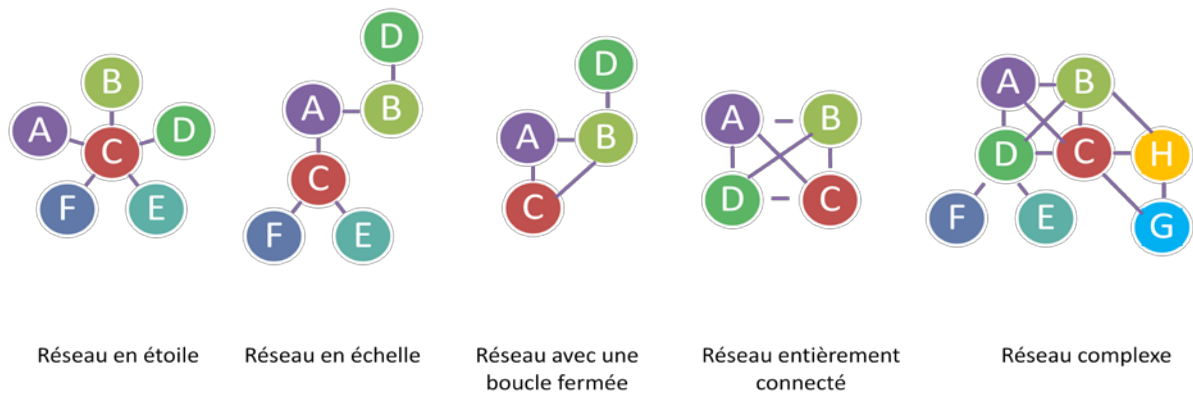 B
A
D
C
F
E
D
A
B
C
F
E
D
A
B
C
A
B
D
C
A
B
D
C
H
F
E
G
Réseau en étoile
Réseau en échelle
Réseau avec une
boucle fermée
Réseau entièrement
connecté
Réseau complexe